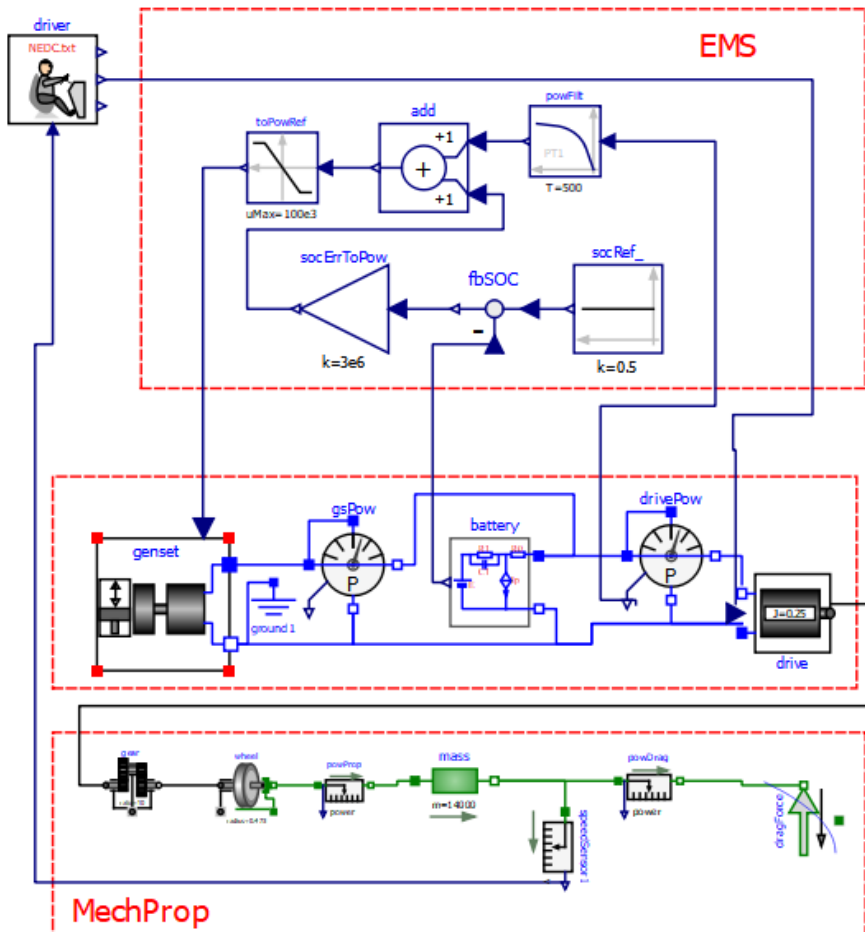 driver
NEDC.txt
EMS
powFilt
add
toPowRef
+1
PT1
+
+1
T=500
uMax=100e3
socErrToPow
fbSOC
socRef_
-
k=3e6
k=0.5
gsPow
drivePow
battery
genset
P
P
ground1
J=0.25
drive
gear
wheel
powProp
mass
powDrag
power
m=14000
power
speedSensor1
dragForce
MechProp